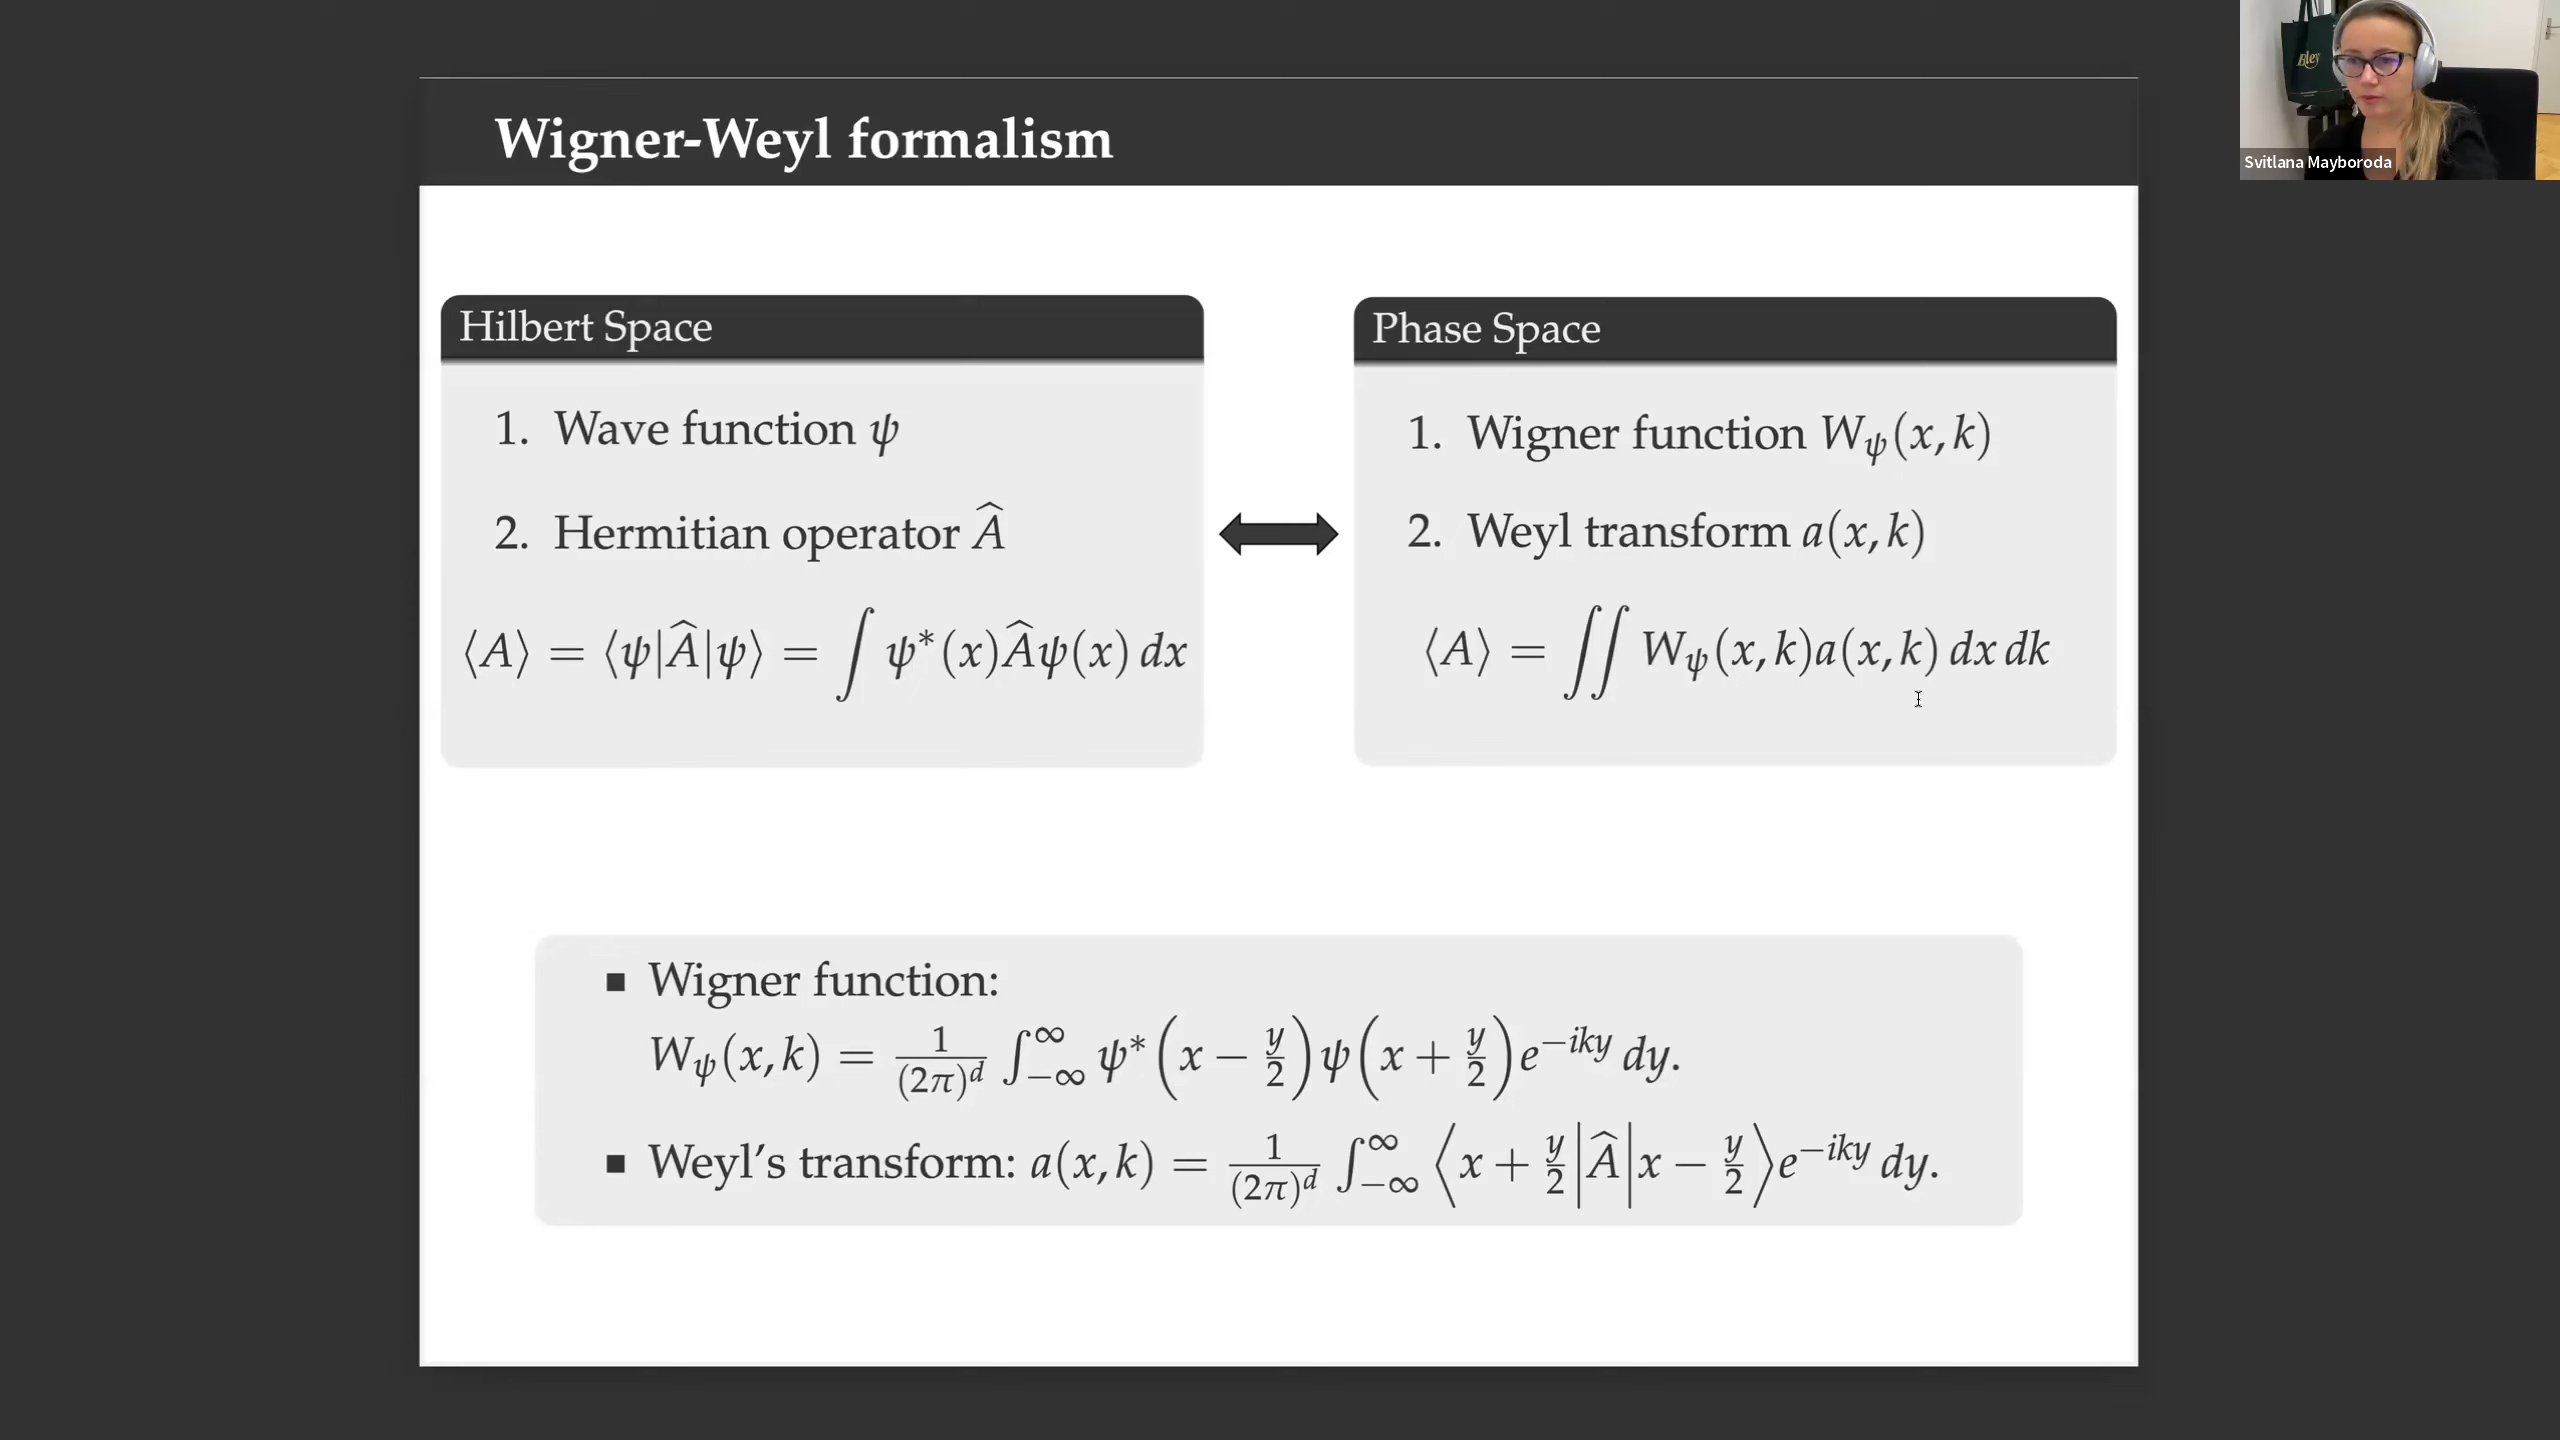 Wigner-Weyl formalism
Hilbert Space
1. Wave function ψ
2. Hermitian operator Â
⟨A⟩ = ⟨ψ|Â|ψ⟩ = ∫ ψ*(x)Âψ(x) dx
Phase Space
1. Wigner function W_ψ(x, k)
2. Weyl transform a(x, k)
⟨A⟩ = ∬ W_ψ(x, k)a(x, k) dx dk
▪ Wigner function:
W_ψ(x, k) = 1/(2π)^d ∫_{−∞}^{∞} ψ*(x − y/2)ψ(x + y/2)e^{−iky} dy.
▪ Weyl's transform: a(x, k) = 1/(2π)^d ∫_{−∞}^{∞} ⟨x + y/2|Â|x − y/2⟩e^{−iky} dy.
Svitlana Mayboroda